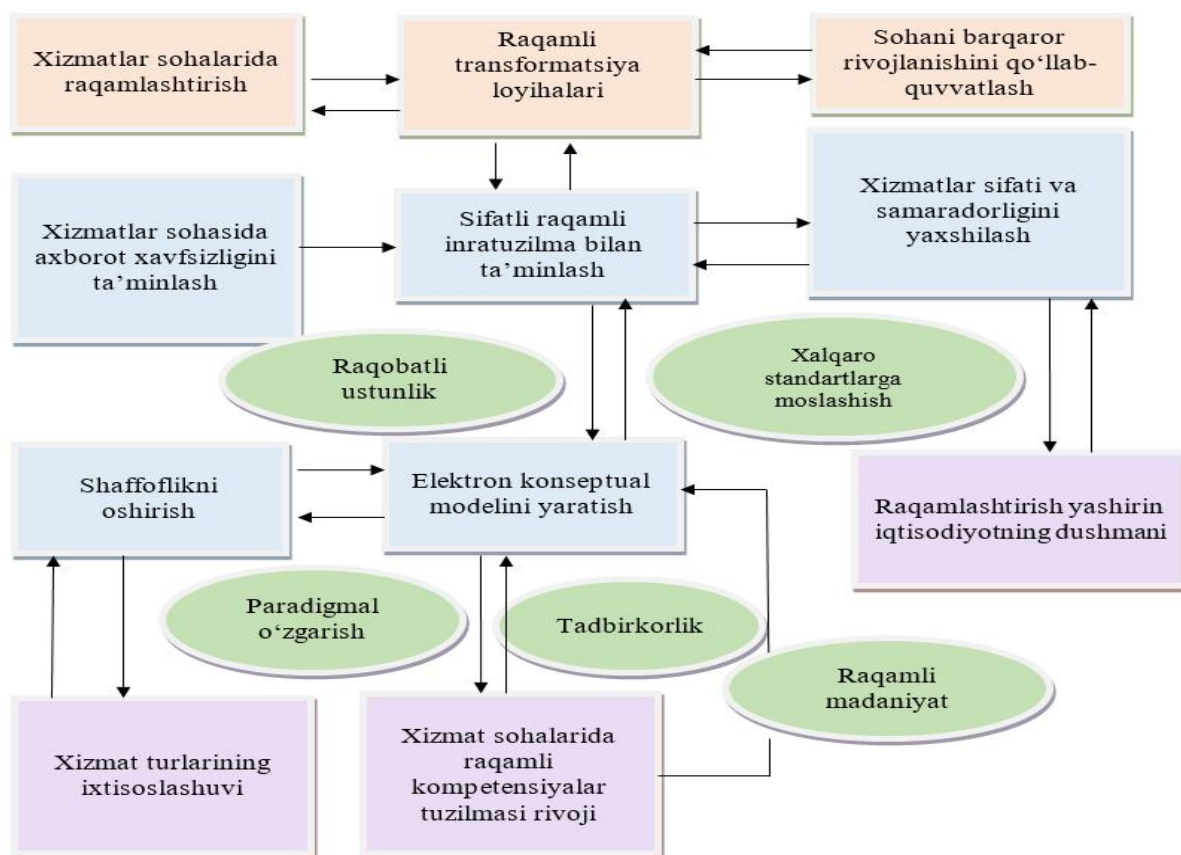 Xizmatlar sohalarida
raqamlashtirish
Raqamli
transformatsiya
loyihalari
Sohani barqaror
rivojlanishini qo‘llab-
quvvatlash
Xizmatlar sohasida
axborot xavfsizligini
ta’minlash
Sifatli raqamli
inratuzilma bilan
ta’minlash
Xizmatlar sifati va
samaradorligini
yaxshilash
Raqobatli
ustunlik
Xalqaro
standartlarga
moslashish
Shaffoflikni
oshirish
Elektron konseptual
modelini yaratish
Raqamlashtirish yashirin
iqtisodiyotning dushmani
Paradigmal
o‘zgarish
Tadbirkorlik
Raqamli
madaniyat
Xizmat turlarining
ixtisoslashuvi
Xizmat sohalarida
raqamli
kompetensiyalar
tuzilmasi rivoji